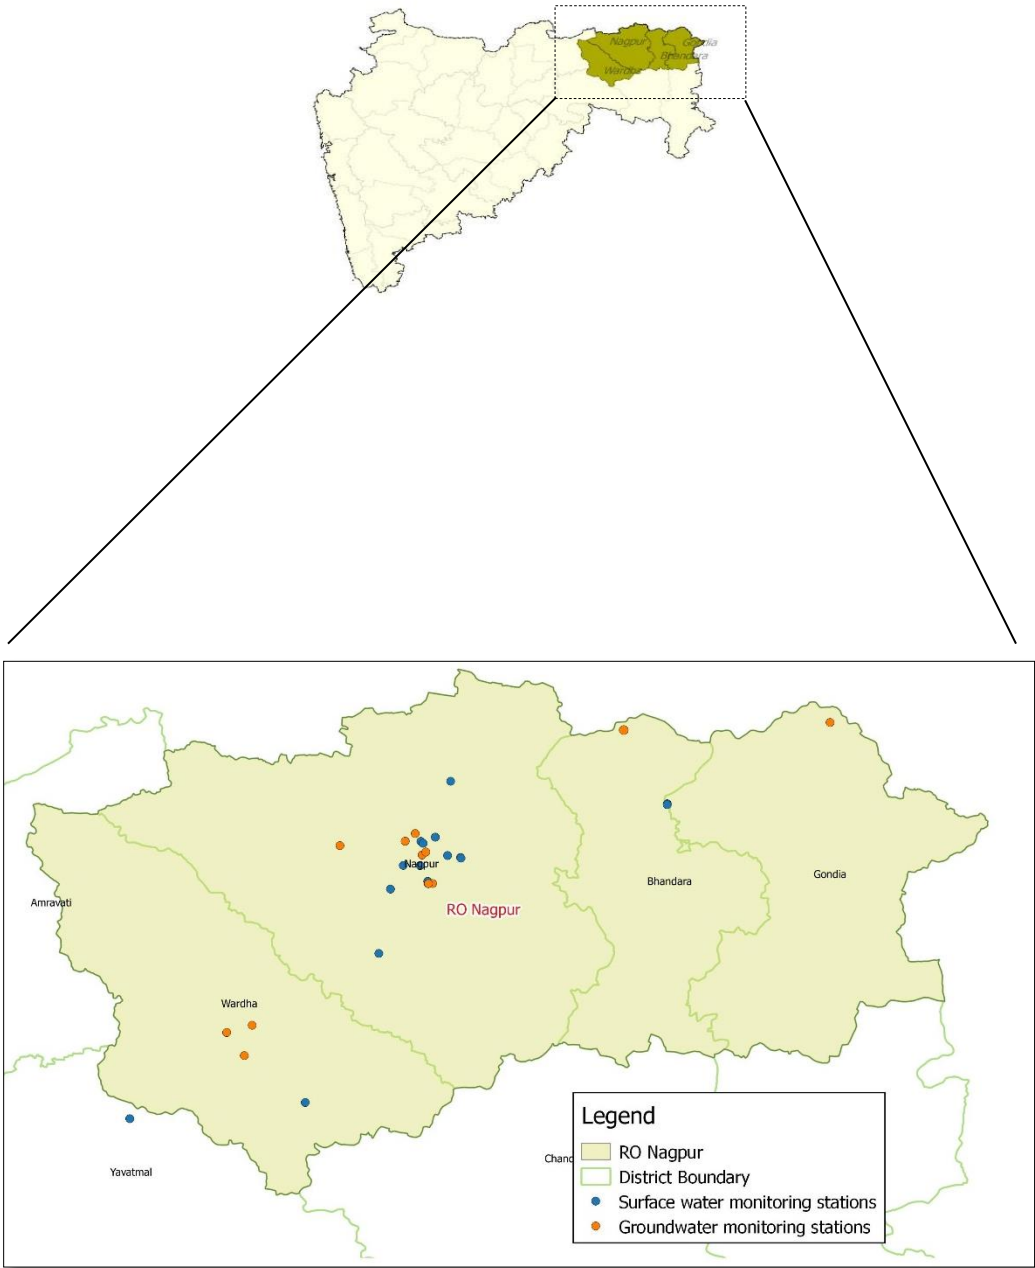 Nagpur
Gondia
Bhandara
Wardha
Nagpur
RO Nagpur
Bhandara
Gondia
Amravati
Wardha
Yavatmal
Chand
Legend
RO Nagpur
District Boundary
Surface water monitoring stations
Groundwater monitoring stations